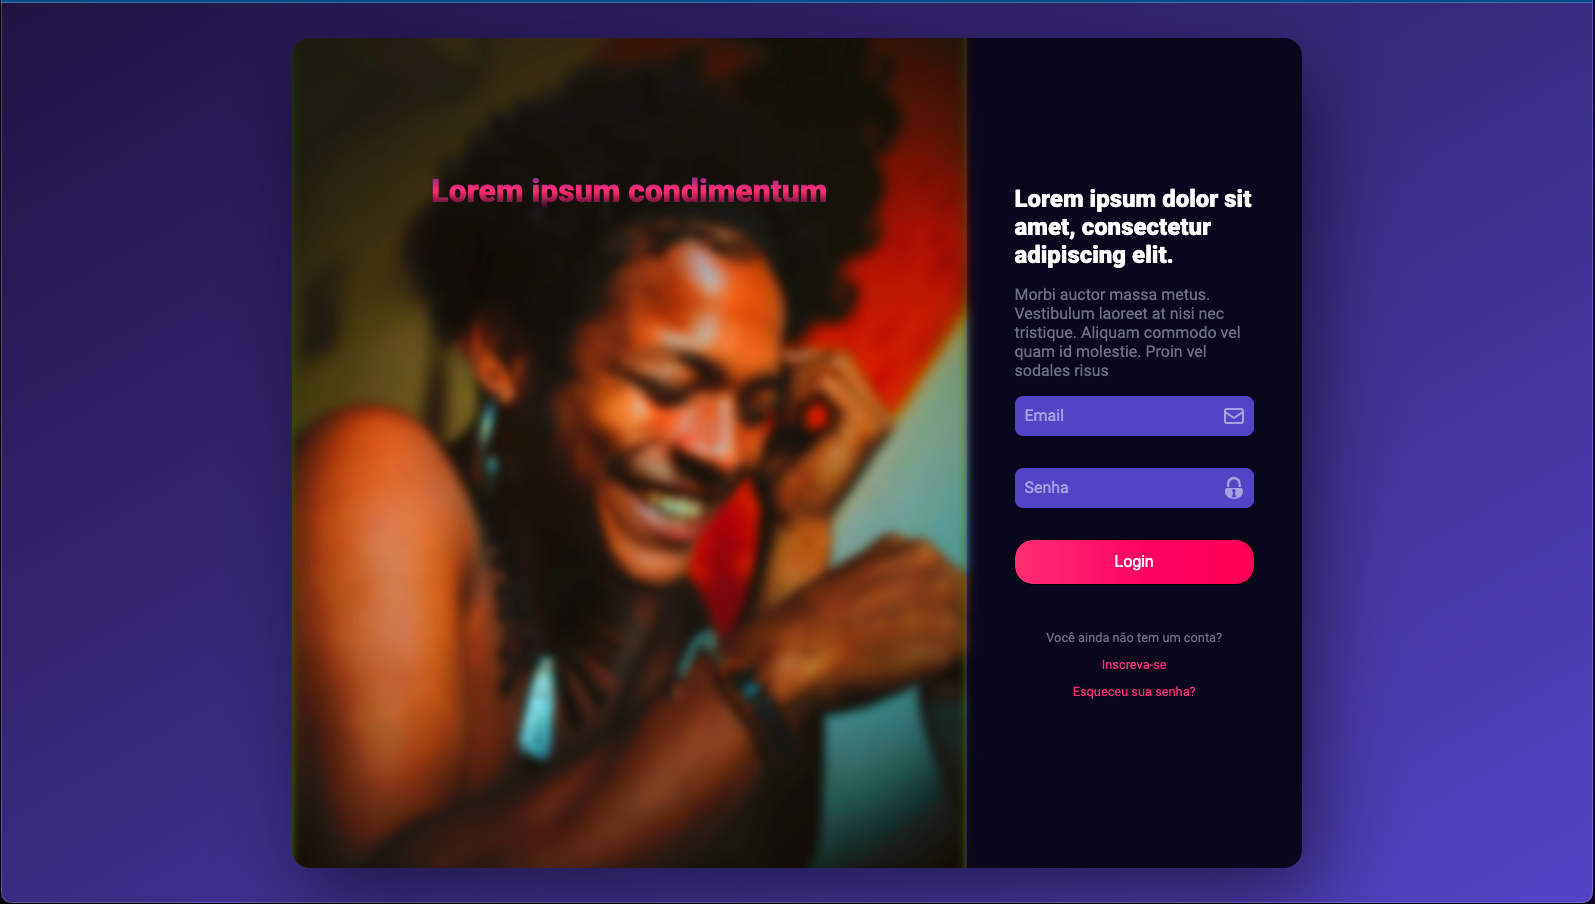 Lorem ipsum condimentum
Lorem ipsum dolor sit
amet, consectetur
adipiscing elit.
Morbi auctor massa metus.
Vestibulum laoreet at nisi nec
tristique. Aliquam commodo vel
quam id molestie. Proin vel
sodales risus
Email
Senha
Login
Você ainda não tem um conta?
Inscreva-se
Esqueceu sua senha?